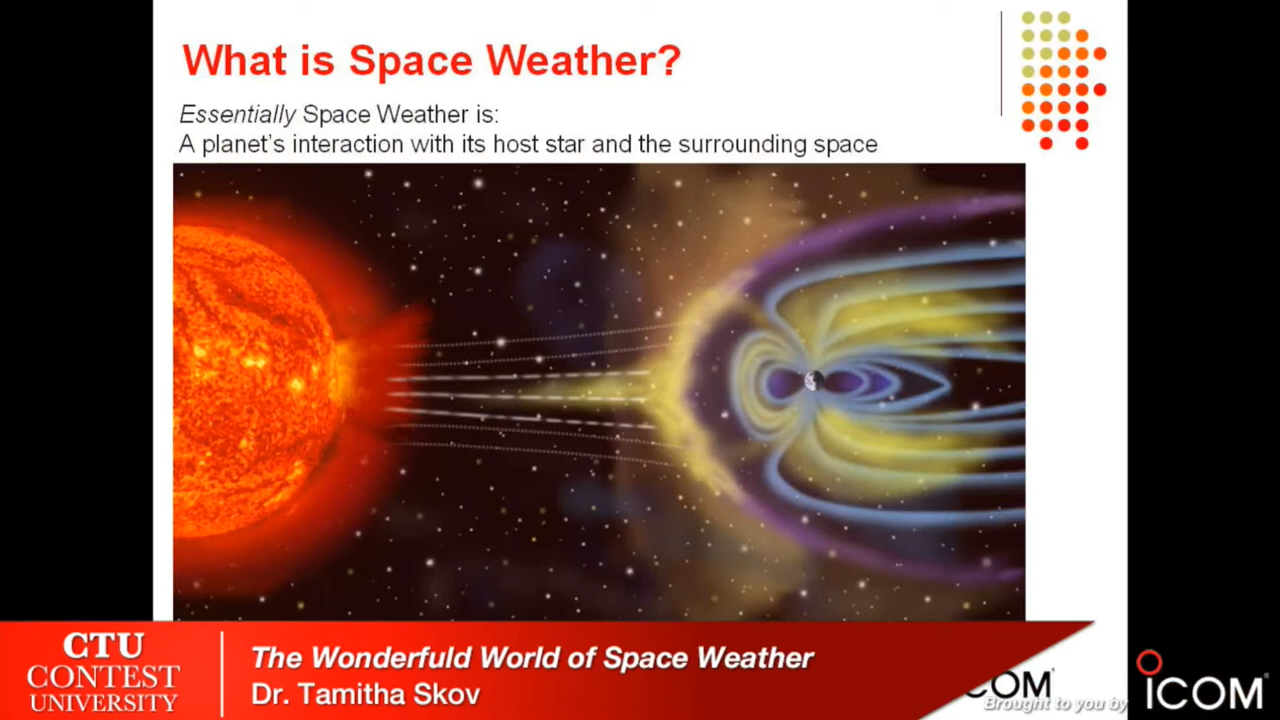 What is Space Weather?
Essentially Space Weather is:
A planet's interaction with its host star and the surrounding space
CTU
CONTEST
UNIVERSITY
The Wonderfuld World of Space Weather
Dr. Tamitha Skov
COM
Brought to you by
ICOM®